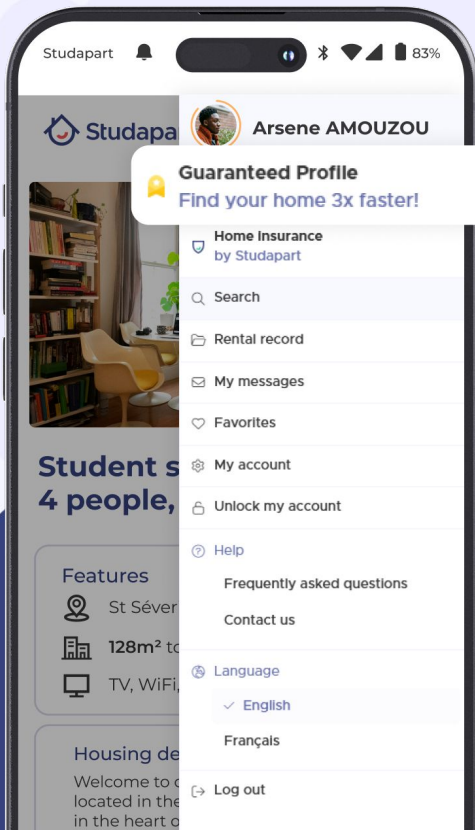 Studapart
83%
Studapa
Arsene AMOUZOU
Guaranteed Profile
Find your home 3x faster!
Home Insurance
by Studapart
Search
Rental record
My messages
Favorites
My account
Unlock my account
Help
Frequently asked questions
Contact us
Language
English
Français
Log out
Student s
4 people,
Features
St Séver
128m² to
TV, WiFi,
Housing de
Welcome to
located in the
in the heart o